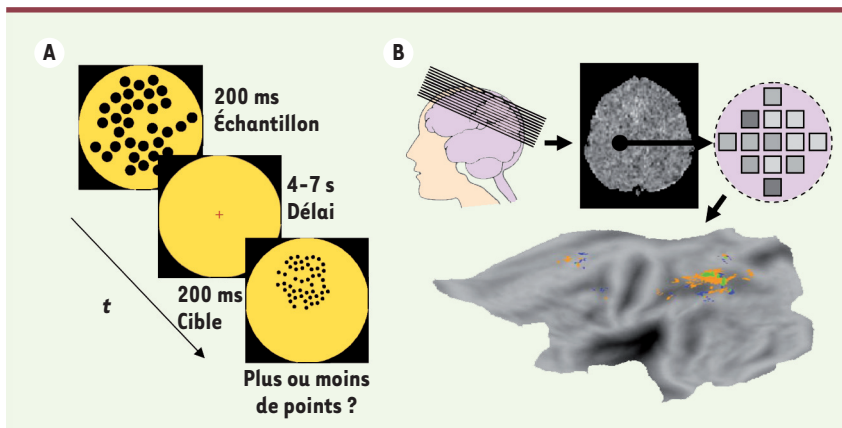 A
200 ms
Échantillon
4-7 s
Délai
200 ms
Cible
t
Plus ou moins
de points ?
B